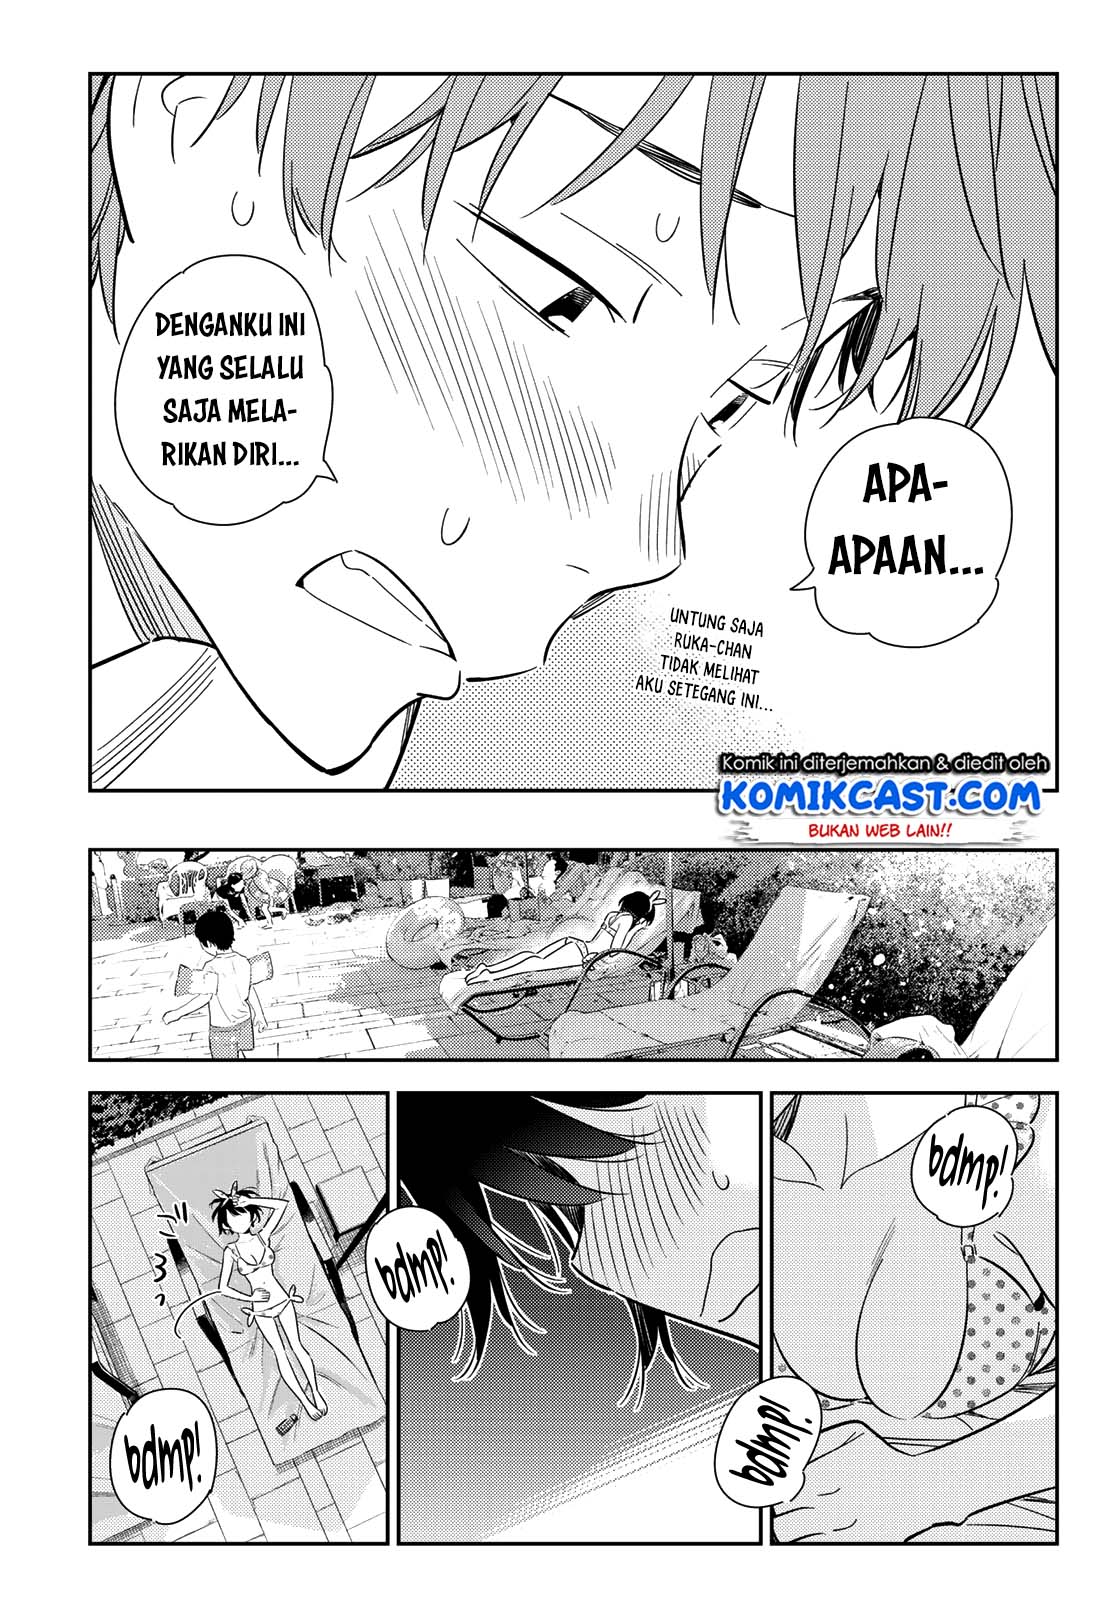 APA-
APAAN...
DENGANKU INI
YANG SELALU
SAJA MELA-
RIKAN DIRI...
UNTUNG SAJA
RUKA-CHAN
TIDAK MELIHAT
AKU SETEGANG INI...
Komik ini diterjemahkan & diedit oleh
KOMIKCAST.COM
BUKAN WEB LAIN!!
bdmp!
bdmp!
bdmp!
bdmp!